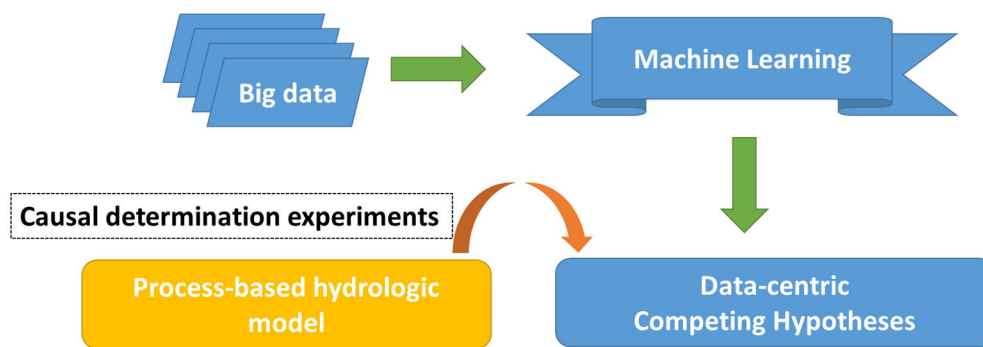 Big data
Machine Learning
Causal determination experiments
Process-based hydrologic
model
Data-centric
Competing Hypotheses